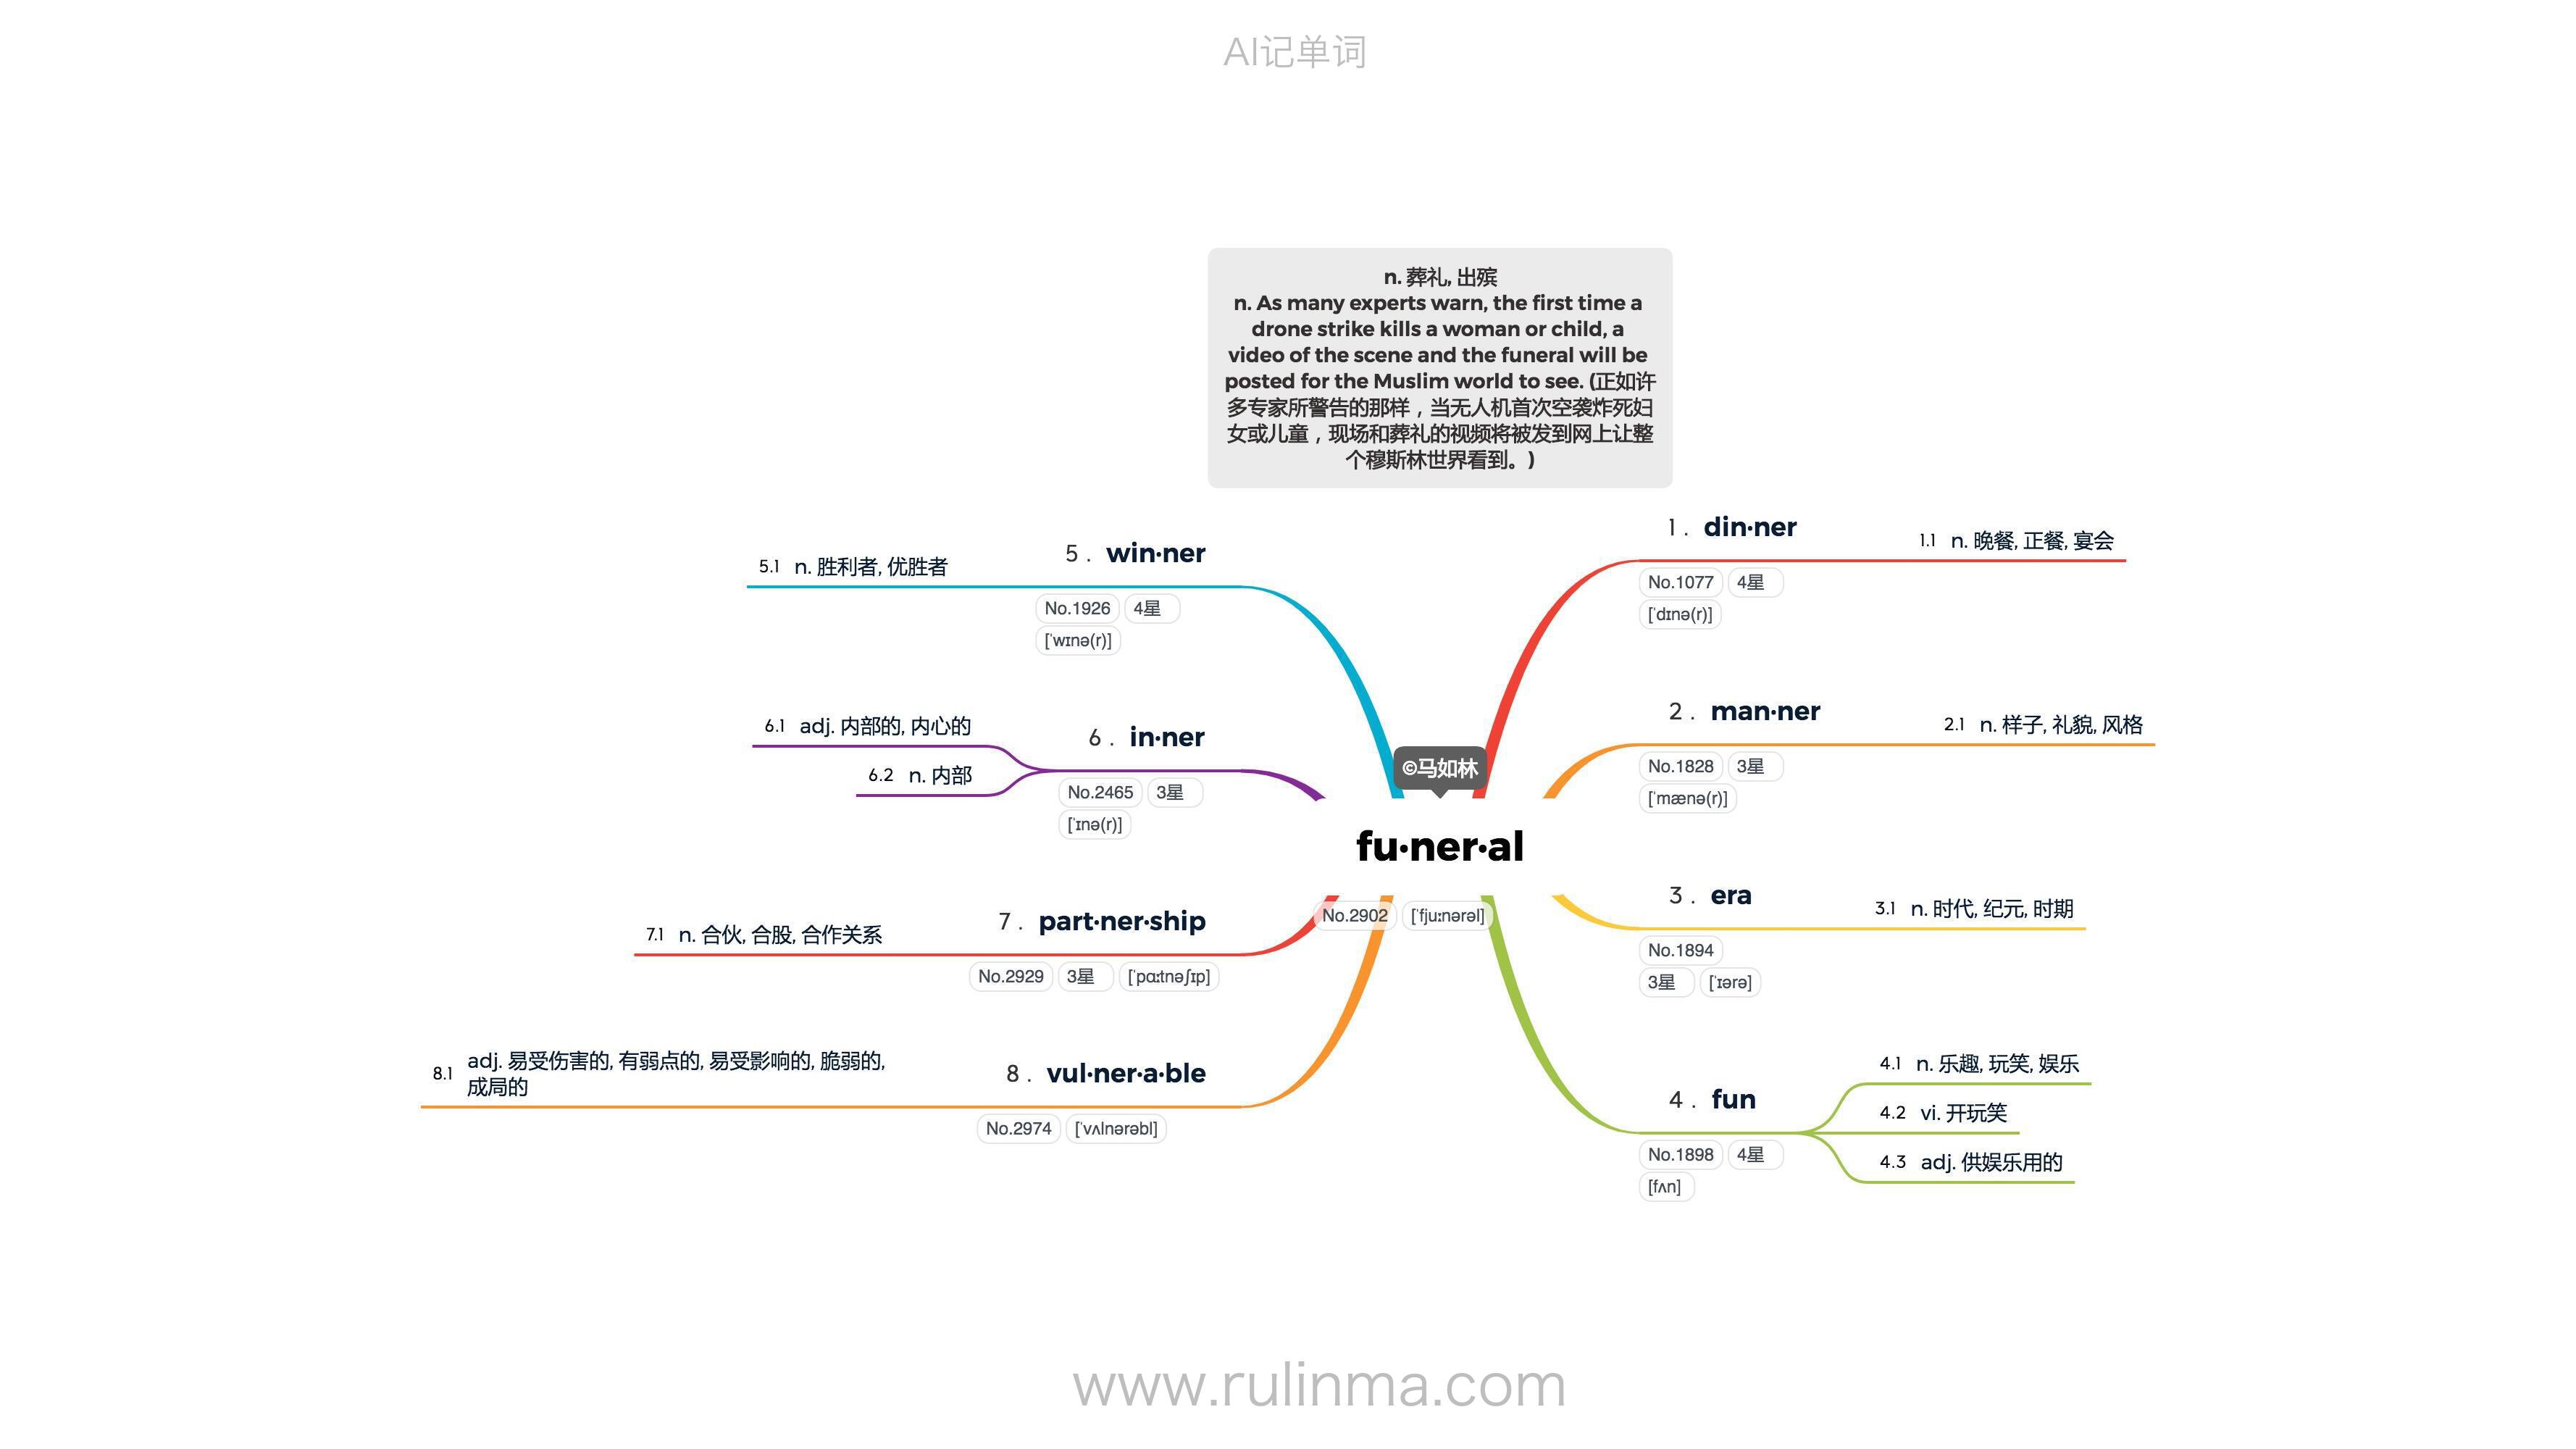 AI记单词
n. 葬礼, 出殡
n. As many experts warn, the first time a
drone strike kills a woman or child, a
video of the scene and the funeral will be
posted for the Muslim world to see. (正如许
多专家所警告的那样，当无人机首次空袭炸死妇
女或儿童，现场和葬礼的视频将被发到网上让整
个穆斯林世界看到。)
©马如林
fu·ner·al
No.2902 [ˈfjuːnərəl]
1 . din·ner
No.1077 4星
[ˈdɪnə(r)]
1.1 n. 晚餐, 正餐, 宴会
2 . man·ner
No.1828 3星
[ˈmænə(r)]
2.1 n. 样子, 礼貌, 风格
3 . era
No.1894
3星 [ˈɪərə]
3.1 n. 时代, 纪元, 时期
4 . fun
No.1898 4星
[fʌn]
4.1 n. 乐趣, 玩笑, 娱乐
4.2 vi. 开玩笑
4.3 adj. 供娱乐用的
5 . win·ner
No.1926 4星
[ˈwɪnə(r)]
5.1 n. 胜利者, 优胜者
6 . in·ner
No.2465 3星
[ˈɪnə(r)]
6.1 adj. 内部的, 内心的
6.2 n. 内部
7 . part·ner·ship
No.2929 3星 [ˈpɑːtnəʃɪp]
7.1 n. 合伙, 合股, 合作关系
8 . vul·ner·a·ble
No.2974 [ˈvʌlnərəbl]
8.1 adj. 易受伤害的, 有弱点的, 易受影响的, 脆弱的,
成局的
www.rulinma.com